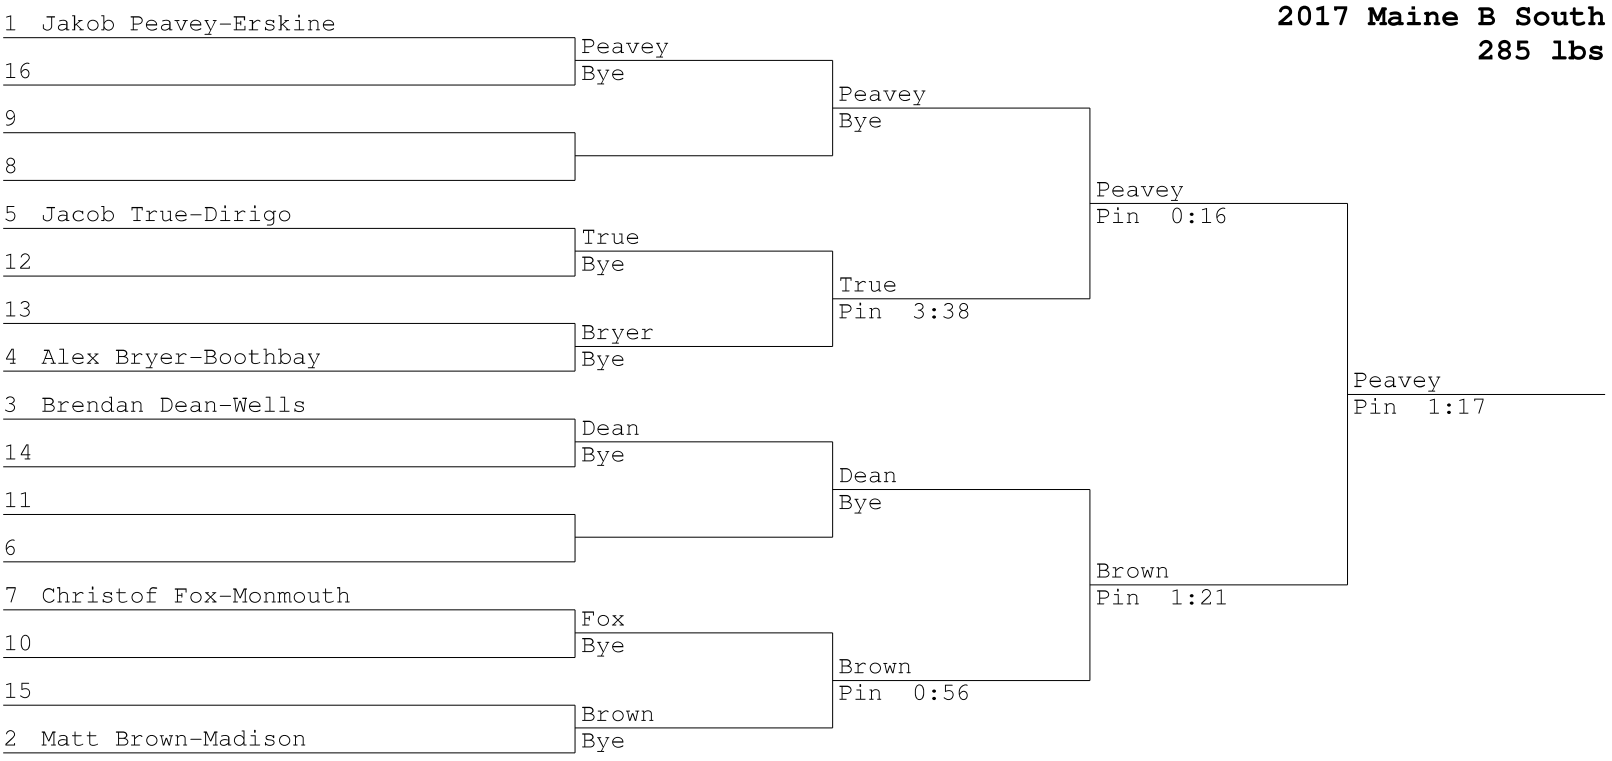 2017 Maine B South
285 lbs
1 Jakob Peavey-Erskine
16
9
8
5 Jacob True-Dirigo
12
13
4 Alex Bryer-Boothbay
3 Brendan Dean-Wells
14
11
6
7 Christof Fox-Monmouth
10
15
2 Matt Brown-Madison
Peavey
Bye
True
Bye
Bryer
Bye
Dean
Bye
Fox
Bye
Brown
Bye
Peavey
Bye
True
Pin 3:38
Dean
Bye
Brown
Pin 0:56
Peavey
Pin 0:16
Brown
Pin 1:21
Peavey
Pin 1:17